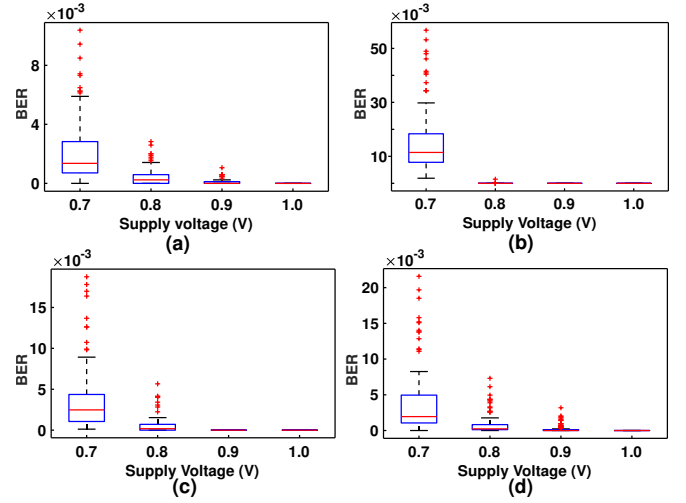 ×10⁻³
8
4
0
BER
0.7 0.8 0.9 1.0
Supply voltage (V)
(a)
×10⁻³
50
30
10
BER
0.7 0.8 0.9 1.0
Supply Voltage (V)
(b)
×10⁻³
15
10
5
0
BER
0.7 0.8 0.9 1.0
Supply Voltage (V)
(c)
×10⁻³
20
15
10
5
0
BER
0.7 0.8 0.9 1.0
Supply Voltage (V)
(d)